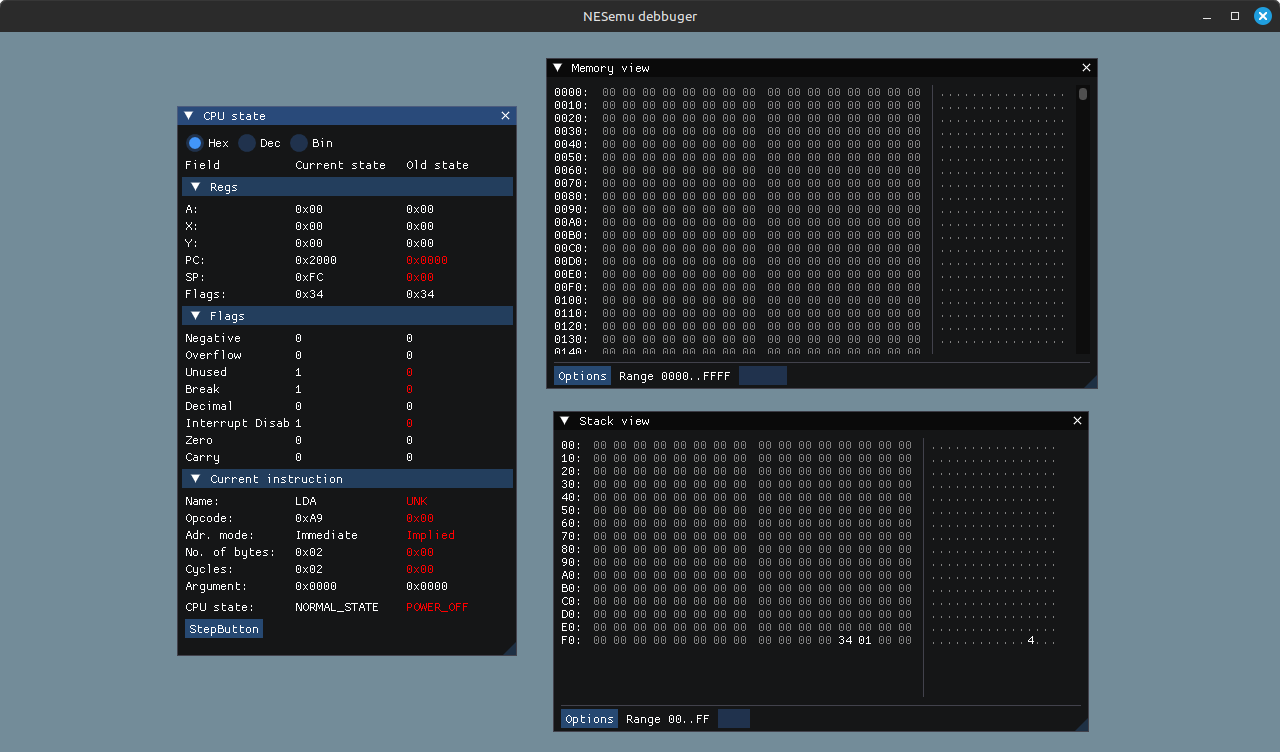 NESemu debbuger
CPU state
Hex Dec Bin
Field Current state Old state
Regs
A: 0x00 0x00
X: 0x00 0x00
Y: 0x00 0x00
PC: 0x2000 0x0000
SP: 0xFC 0x00
Flags: 0x34 0x34
Flags
Negative 0 0
Overflow 0 0
Unused 1 0
Break 1 0
Decimal 0 0
Interrupt Disab 1 0
Zero 0 0
Carry 0 0
Current instruction
Name: LDA UNK
Opcode: 0xA9 0x00
Adr. mode: Immediate Implied
No. of bytes: 0x02 0x00
Cycles: 0x02 0x00
Argument: 0x0000 0x0000
CPU state: NORMAL_STATE POWER_OFF
StepButton
Memory view
0000: 00 00 00 00 00 00 00 00 00 00 00 00 00 00 00 00 ................
0010: 00 00 00 00 00 00 00 00 00 00 00 00 00 00 00 00 ................
0020: 00 00 00 00 00 00 00 00 00 00 00 00 00 00 00 00 ................
0030: 00 00 00 00 00 00 00 00 00 00 00 00 00 00 00 00 ................
0040: 00 00 00 00 00 00 00 00 00 00 00 00 00 00 00 00 ................
0050: 00 00 00 00 00 00 00 00 00 00 00 00 00 00 00 00 ................
0060: 00 00 00 00 00 00 00 00 00 00 00 00 00 00 00 00 ................
0070: 00 00 00 00 00 00 00 00 00 00 00 00 00 00 00 00 ................
0080: 00 00 00 00 00 00 00 00 00 00 00 00 00 00 00 00 ................
0090: 00 00 00 00 00 00 00 00 00 00 00 00 00 00 00 00 ................
00A0: 00 00 00 00 00 00 00 00 00 00 00 00 00 00 00 00 ................
00B0: 00 00 00 00 00 00 00 00 00 00 00 00 00 00 00 00 ................
00C0: 00 00 00 00 00 00 00 00 00 00 00 00 00 00 00 00 ................
00D0: 00 00 00 00 00 00 00 00 00 00 00 00 00 00 00 00 ................
00E0: 00 00 00 00 00 00 00 00 00 00 00 00 00 00 00 00 ................
00F0: 00 00 00 00 00 00 00 00 00 00 00 00 00 00 00 00 ................
0100: 00 00 00 00 00 00 00 00 00 00 00 00 00 00 00 00 ................
0110: 00 00 00 00 00 00 00 00 00 00 00 00 00 00 00 00 ................
0120: 00 00 00 00 00 00 00 00 00 00 00 00 00 00 00 00 ................
0130: 00 00 00 00 00 00 00 00 00 00 00 00 00 00 00 00 ................
0140: 00 00 00 00 00 00 00 00 00 00 00 00 00 00 00 00
Options Range 0000..FFFF
Stack view
00: 00 00 00 00 00 00 00 00 00 00 00 00 00 00 00 00 ................
10: 00 00 00 00 00 00 00 00 00 00 00 00 00 00 00 00 ................
20: 00 00 00 00 00 00 00 00 00 00 00 00 00 00 00 00 ................
30: 00 00 00 00 00 00 00 00 00 00 00 00 00 00 00 00 ................
40: 00 00 00 00 00 00 00 00 00 00 00 00 00 00 00 00 ................
50: 00 00 00 00 00 00 00 00 00 00 00 00 00 00 00 00 ................
60: 00 00 00 00 00 00 00 00 00 00 00 00 00 00 00 00 ................
70: 00 00 00 00 00 00 00 00 00 00 00 00 00 00 00 00 ................
80: 00 00 00 00 00 00 00 00 00 00 00 00 00 00 00 00 ................
90: 00 00 00 00 00 00 00 00 00 00 00 00 00 00 00 00 ................
A0: 00 00 00 00 00 00 00 00 00 00 00 00 00 00 00 00 ................
B0: 00 00 00 00 00 00 00 00 00 00 00 00 00 00 00 00 ................
C0: 00 00 00 00 00 00 00 00 00 00 00 00 00 00 00 00 ................
D0: 00 00 00 00 00 00 00 00 00 00 00 00 00 00 00 00 ................
E0: 00 00 00 00 00 00 00 00 00 00 00 00 00 00 00 00 ................
F0: 00 00 00 00 00 00 00 00 00 00 00 00 34 01 00 00 ............4...
Options Range 00..FF